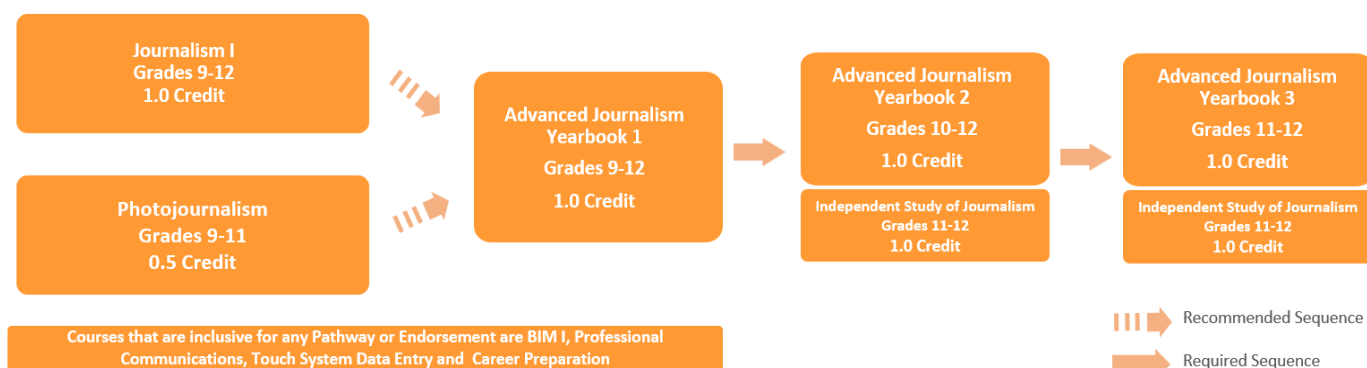 Journalism I
Grades 9-12
1.0 Credit
Photojournalism
Grades 9-11
0.5 Credit
Advanced Journalism
Yearbook 1
Grades 9-12
1.0 Credit
Advanced Journalism
Yearbook 2
Grades 10-12
1.0 Credit
Independent Study of Journalism
Grades 11-12
1.0 Credit
Advanced Journalism
Yearbook 3
Grades 11-12
1.0 Credit
Independent Study of Journalism
Grades 11-12
1.0 Credit
Courses that are inclusive for any Pathway or Endorsement are BIM I, Professional
Communications, Touch System Data Entry and Career Preparation
Recommended Sequence
Required Sequence